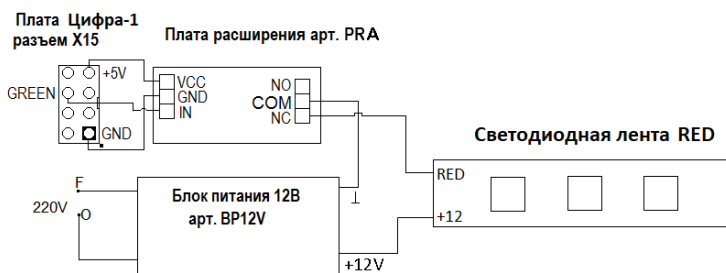 Плата Цифра-1
разъем X15
Плата расширения арт. PRA
+5V
GREEN
GND
VCC
GND
IN
NO
COM
NC
Светодиодная лента RED
RED
+12
F
220V
O
Блок питания 12В
арт. BP12V
+12V